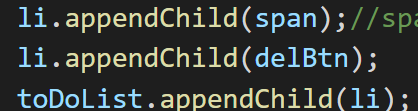 li.appendChild(span);//spa
li.appendChild(delBtn);
toDoList.appendChild(li);